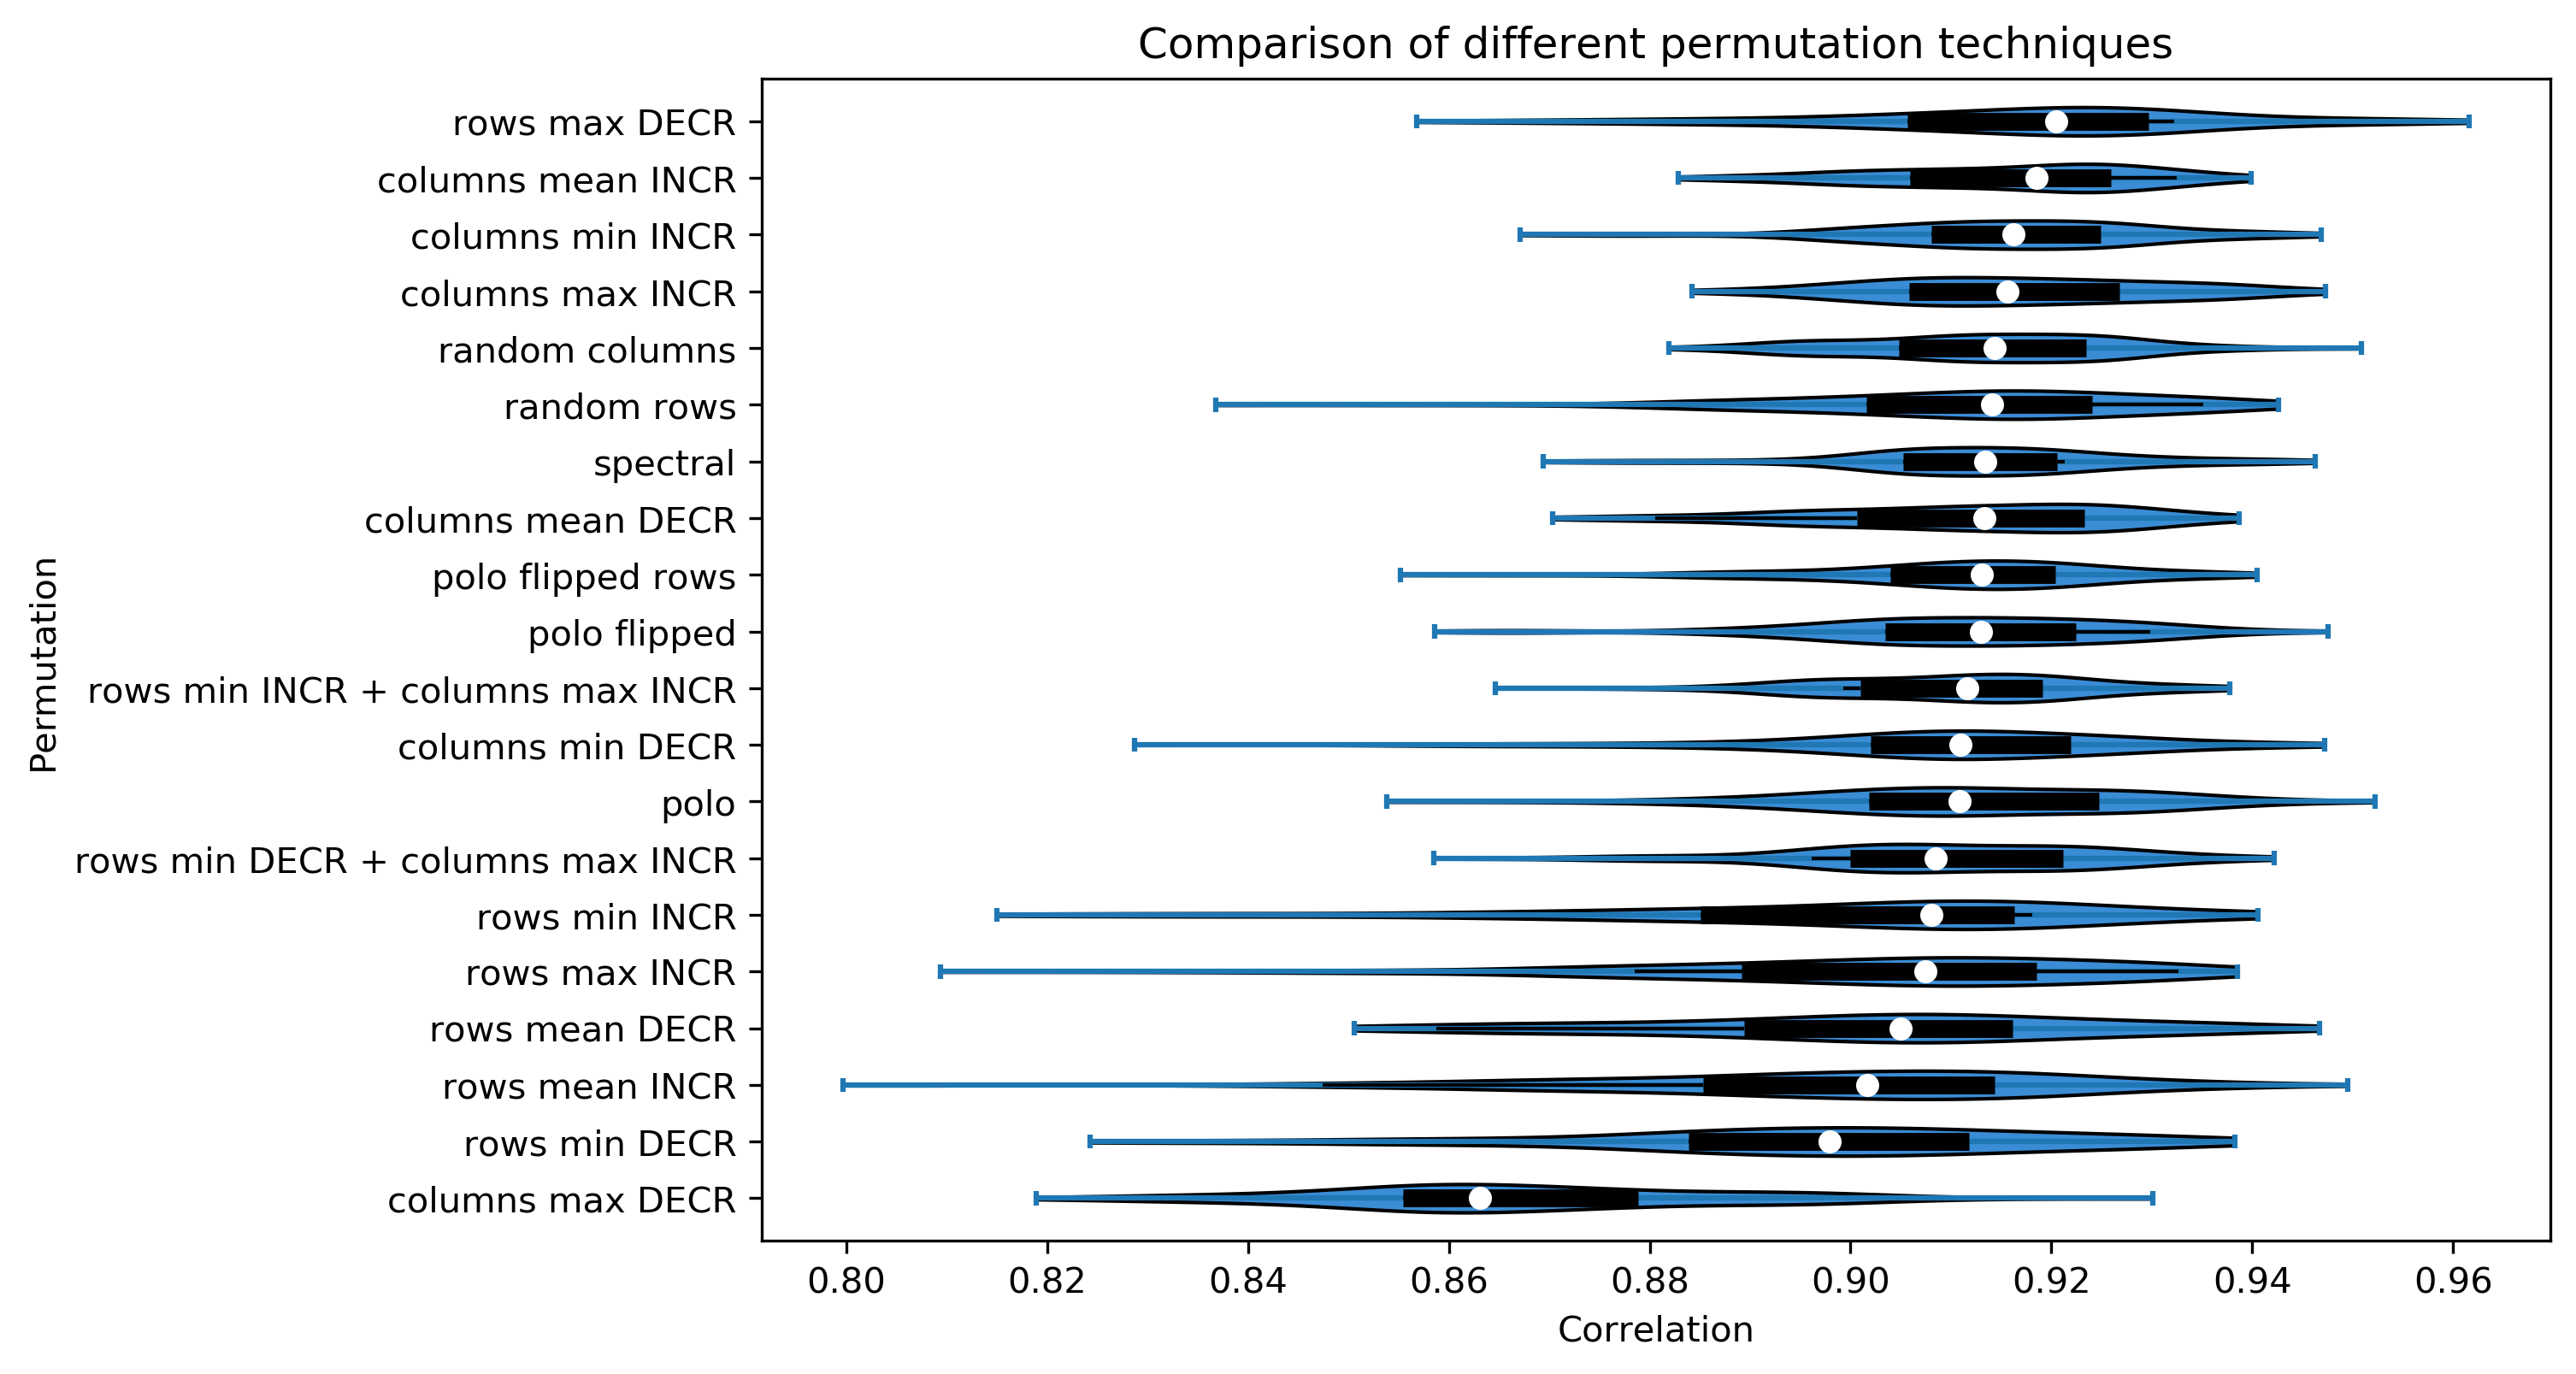 Comparison of different permutation techniques
Permutation
rows max DECR
columns mean INCR
columns min INCR
columns max INCR
random columns
random rows
spectral
columns mean DECR
polo flipped rows
polo flipped
rows min INCR + columns max INCR
columns min DECR
polo
rows min DECR + columns max INCR
rows min INCR
rows max INCR
rows mean DECR
rows mean INCR
rows min DECR
columns max DECR
0.80 0.82 0.84 0.86 0.88 0.90 0.92 0.94 0.96
Correlation